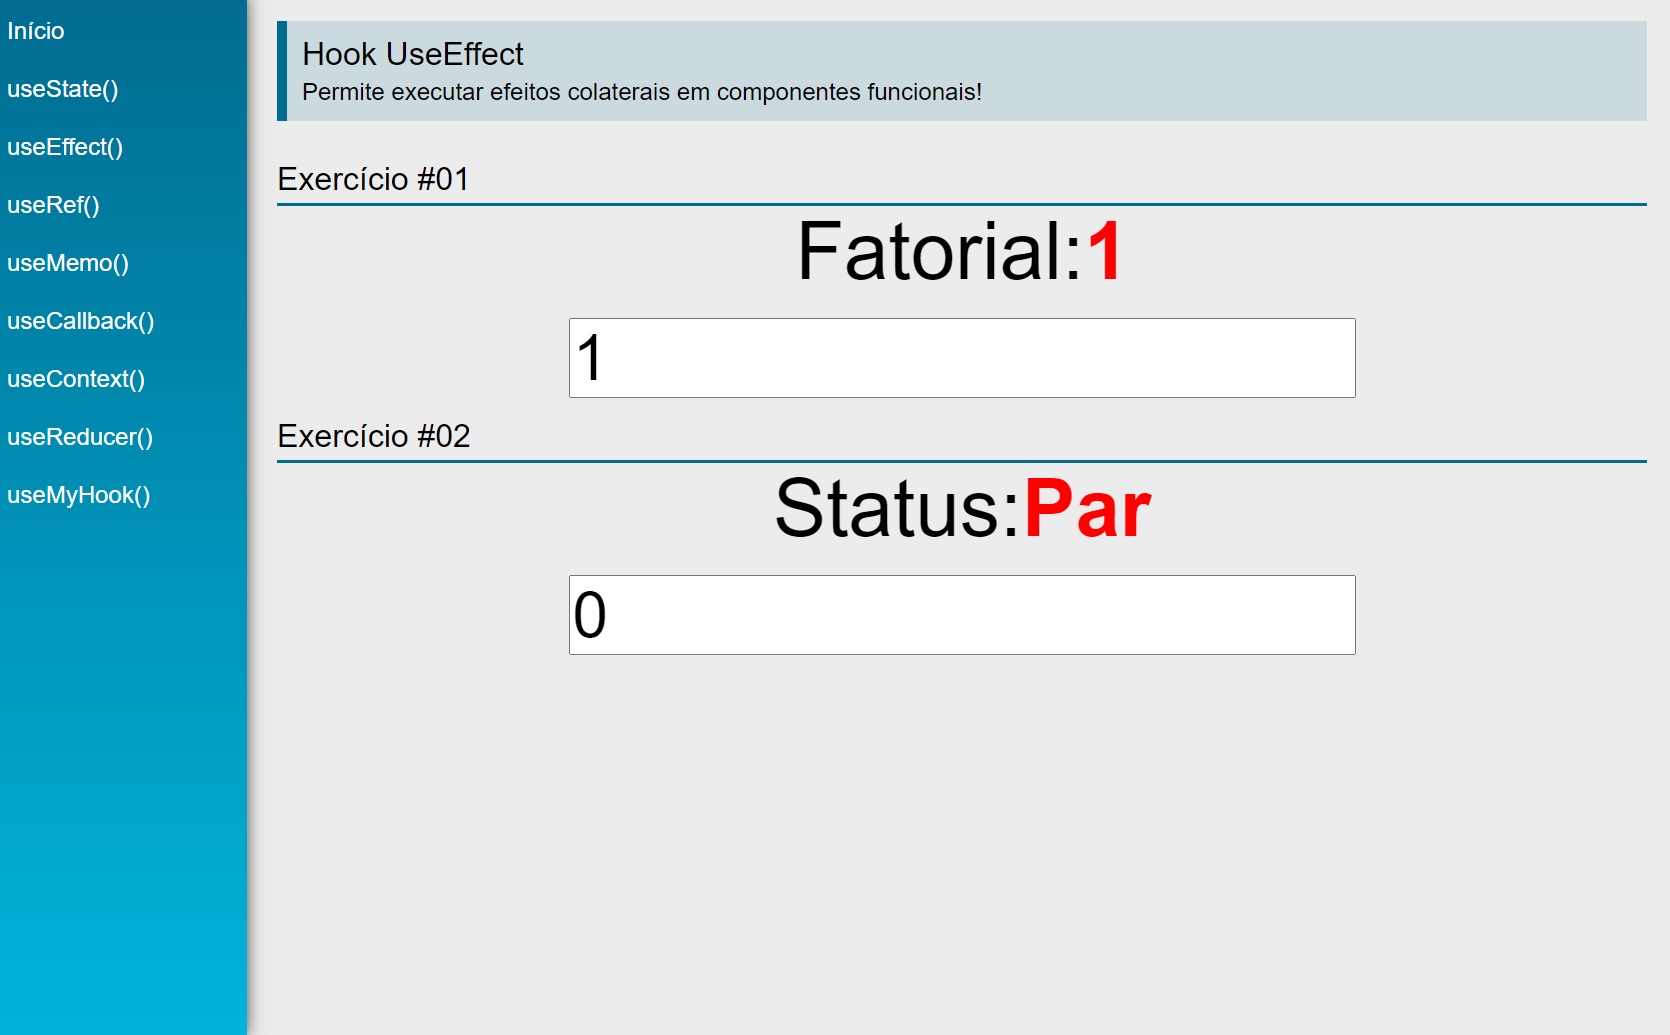 Início
useState()
useEffect()
useRef()
useMemo()
useCallback()
useContext()
useReducer()
useMyHook()
Hook UseEffect
Permite executar efeitos colaterais em componentes funcionais!
Exercício #01
Fatorial:1
1
Exercício #02
Status:Par
0